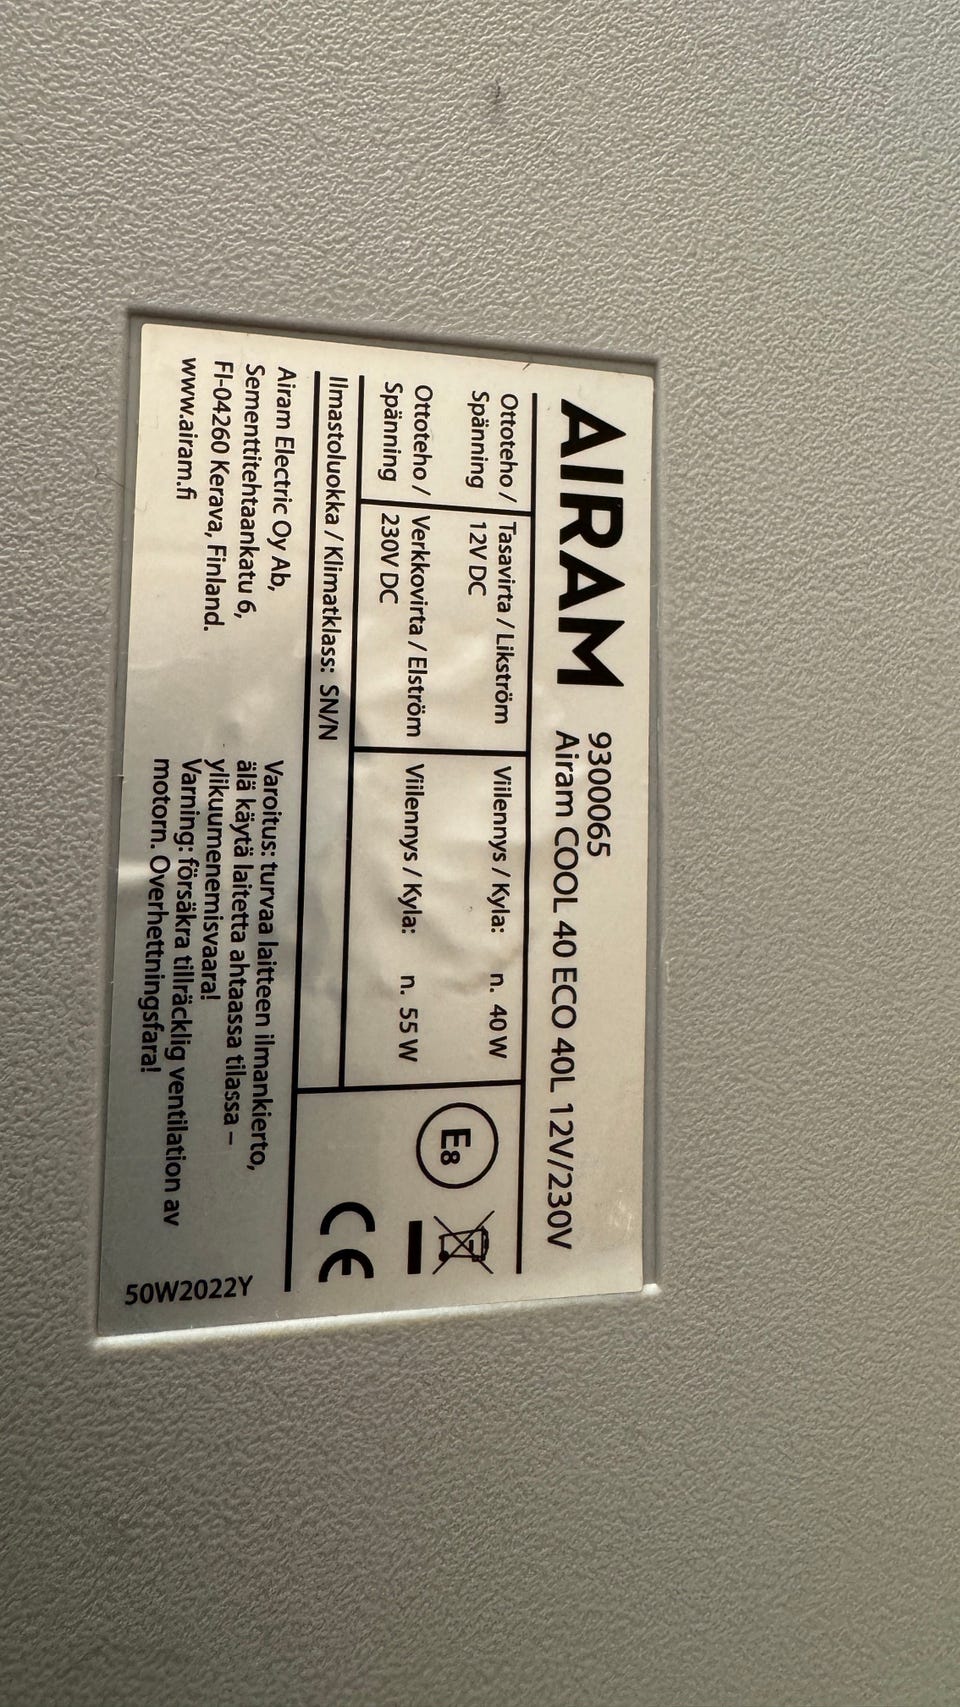 AIRAM
9300065
Airam COOL 40 ECO 40L 12V/230V
Ottoteho /
Spänning
Tasavirta / Likström
12V DC
Viilennys / Kyla: n. 40 W
Ottoteho /
Spänning
Verkkovirta / Elström
230V DC
Viilennys / Kyla: n. 55 W
Ilmastoluokka / Klimatklass: SN/N
E8
CE
Airam Electric Oy Ab,
Sementtitehtaankatu 6,
FI-04260 Kerava, Finland.
www.airam.fi
Varoitus: turvaa laitteen ilmankierto,
älä käytä laitetta ahtaassa tilassa –
ylikuumenemisvaara!
Varning: försäkra tillräcklig ventilation av
motorn. Overhettningsfara!
50W2022Y